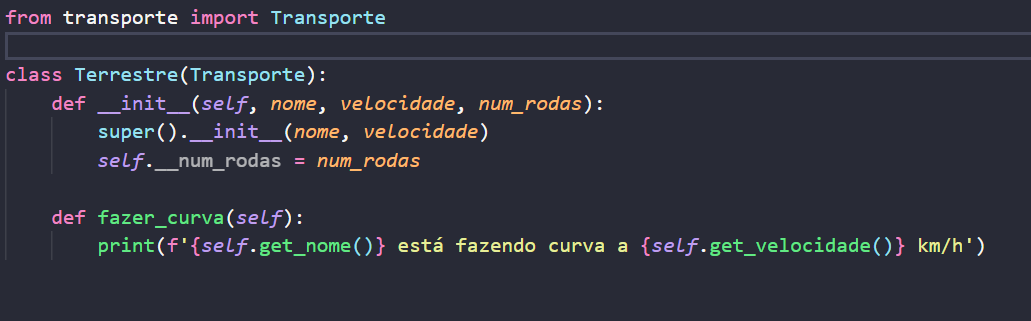 from transporte import Transporte
class Terrestre(Transporte):
    def __init__(self, nome, velocidade, num_rodas):
        super().__init__(nome, velocidade)
        self.__num_rodas = num_rodas
    def fazer_curva(self):
        print(f'{self.get_nome()} está fazendo curva a {self.get_velocidade()} km/h')